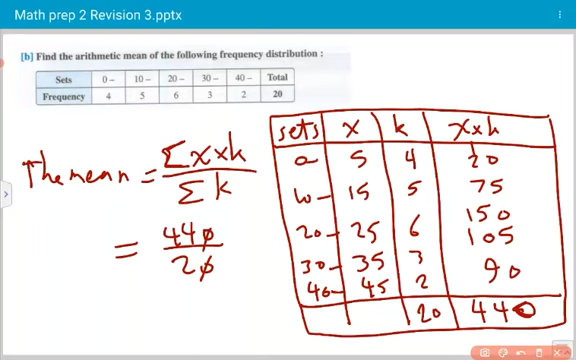 Math prep 2 Revision 3.pptx
[b] Find the arithmetic mean of the following frequency distribution :
Sets 0 – 10 – 20 – 30 – 40 – Total
Frequency 4 5 6 3 2 20
The mean = ΣX×k / Σk
= 440 / 20
sets X k X×k
0- 5 4 20
10- 15 5 75
20- 25 6 150
30- 35 3 105
40- 45 2 90
20 440